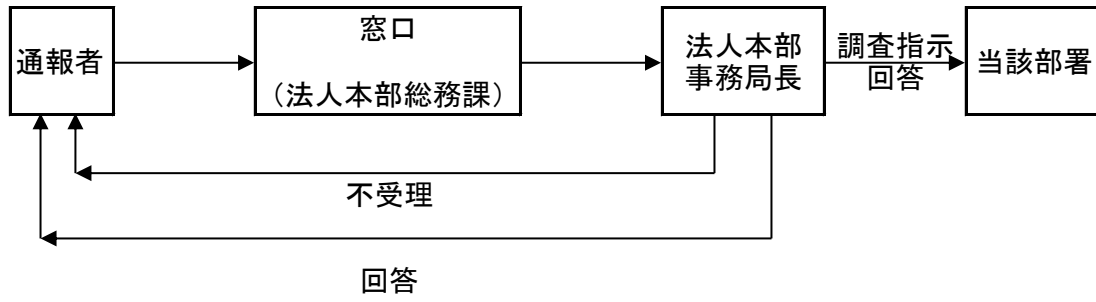 通報者
窓口
（法人本部総務課）
法人本部
事務局長
調査指示
回答
当該部署
不受理
回答